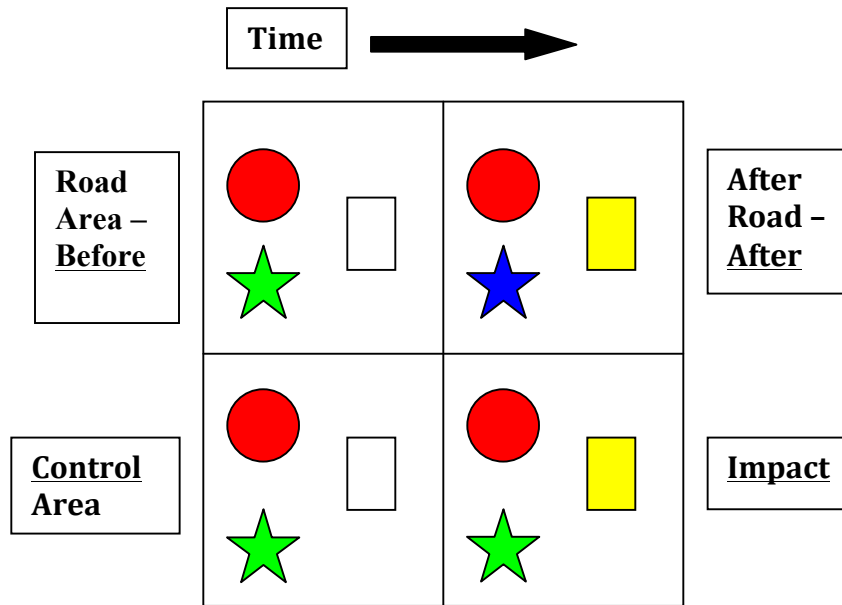 Time
Road
Area –
Before
After
Road –
After
Control
Area
Impact